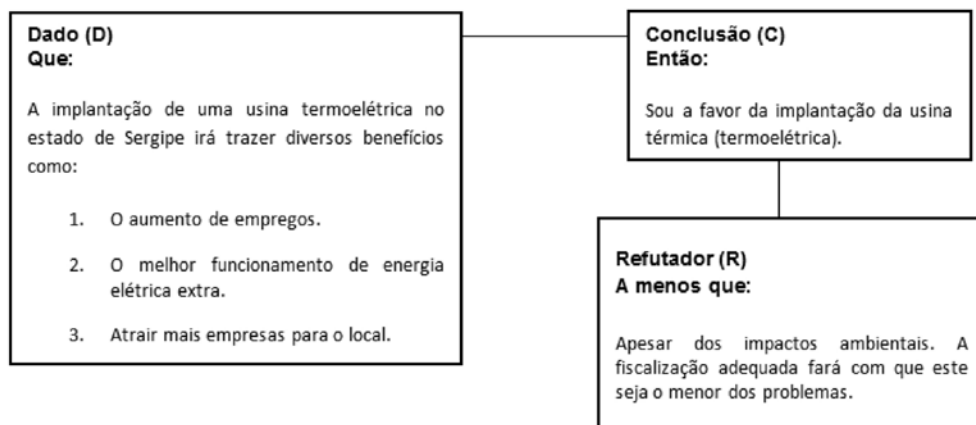 Dado (D)
Que:
A implantação de uma usina termoelétrica no
estado de Sergipe irá trazer diversos benefícios
como:
1. O aumento de empregos.
2. O melhor funcionamento de energia
elétrica extra.
3. Atrair mais empresas para o local.
Conclusão (C)
Então:
Sou a favor da implantação da usina
térmica (termoelétrica).
Refutador (R)
A menos que:
Apesar dos impactos ambientais. A
fiscalização adequada fará com que este
seja o menor dos problemas.